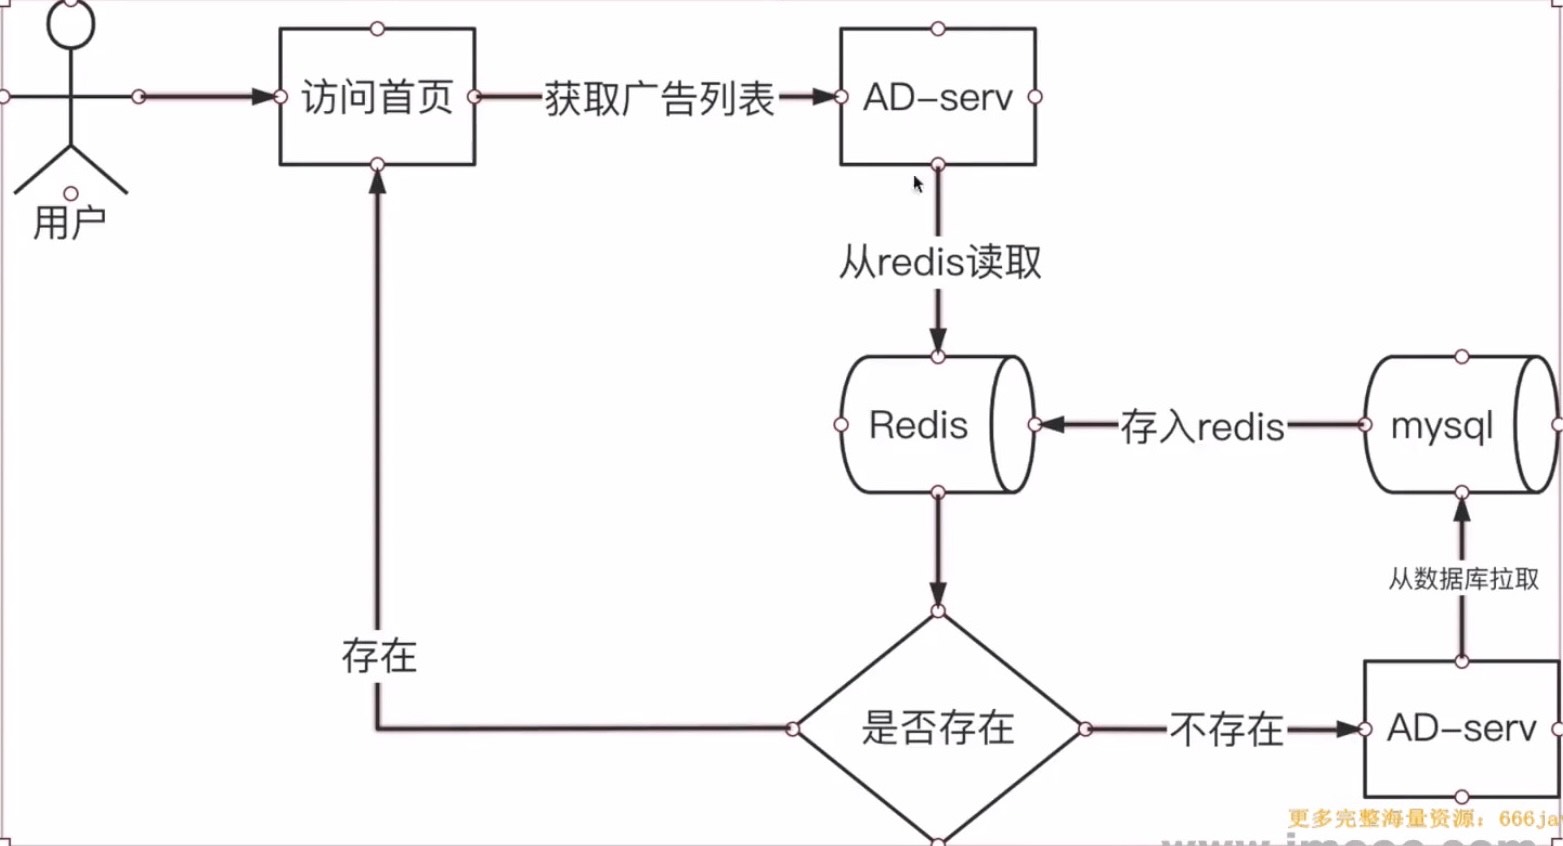 访问首页
获取广告列表
AD-serv
用户
从redis读取
Redis
存入redis
mysql
从数据库拉取
存在
是否存在
不存在
AD-serv
更多完整海量资源：666ja